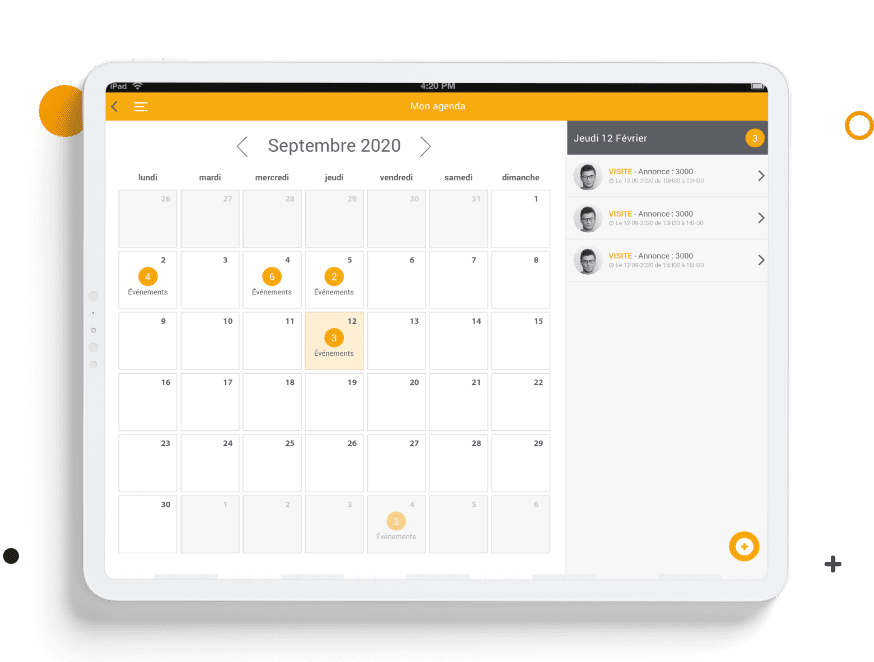 iPad 4:20 PM
Mon agenda
Septembre 2020
lundi mardi mercredi jeudi vendredi samedi dimanche
26 27 28 29 30 31 1
2 3 4 5 6 7 8
4 6 2
Événements Événements Événements
9 10 11 12 13 14 15
3
Événements
16 17 18 19 20 21 22
23 24 25 26 27 28 29
30 1 2 3 4 5 6
3
Événements
Jeudi 12 Février 3
VISITE - Annonce : 3000
Le 12-09-2020 de 10H30 à 12H00
VISITE - Annonce : 3000
Le 12-09-2020 de 13H00 à 14H30
VISITE - Annonce : 3000
Le 12-09-2020 de 15H00 à 16H00